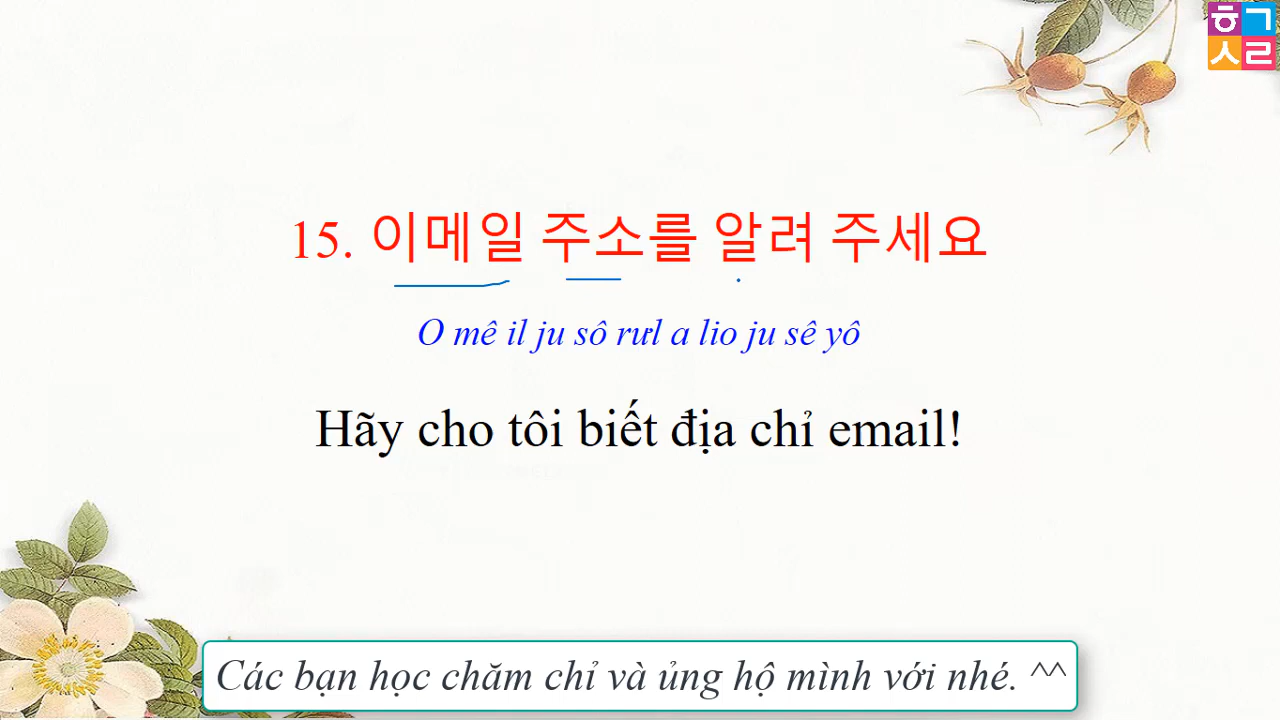 ㅎㄱ
ㅅㄹ
15. 이메일 주소를 알려 주세요
O mê il ju sô rưl a lio ju sê yô
Hãy cho tôi biết địa chỉ email!
Các bạn học chăm chỉ và ủng hộ mình với nhé. ^^